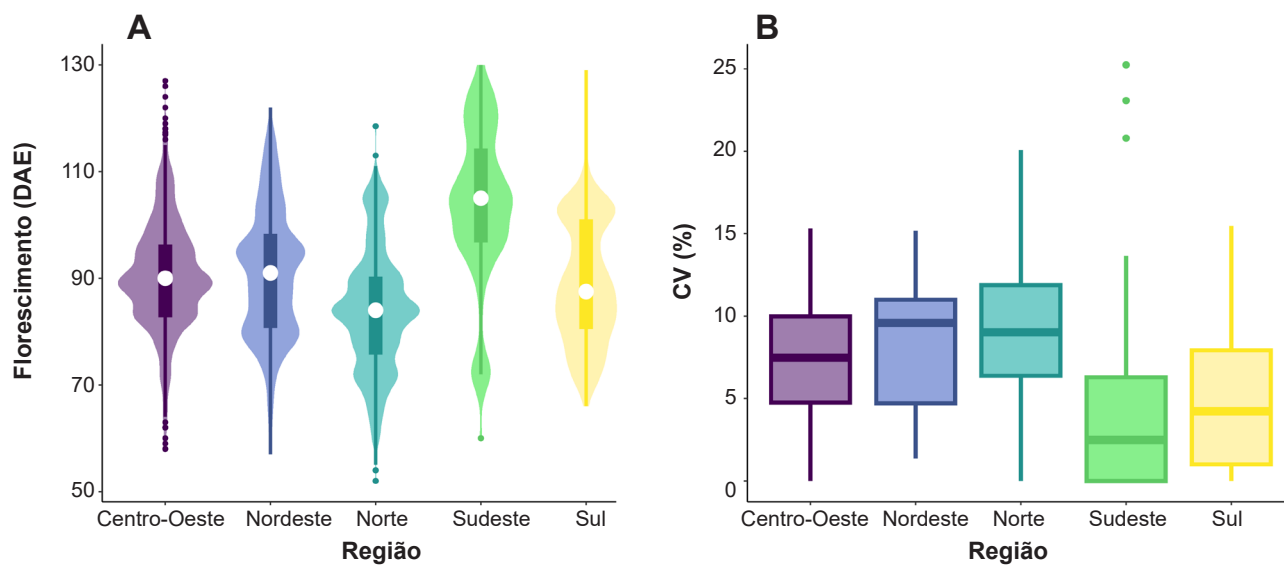 A
Florescimento (DAE)
130
110
90
70
50
Centro-Oeste Nordeste Norte Sudeste Sul
Região
B
CV (%)
25
20
15
10
5
0
Centro-Oeste Nordeste Norte Sudeste Sul
Região